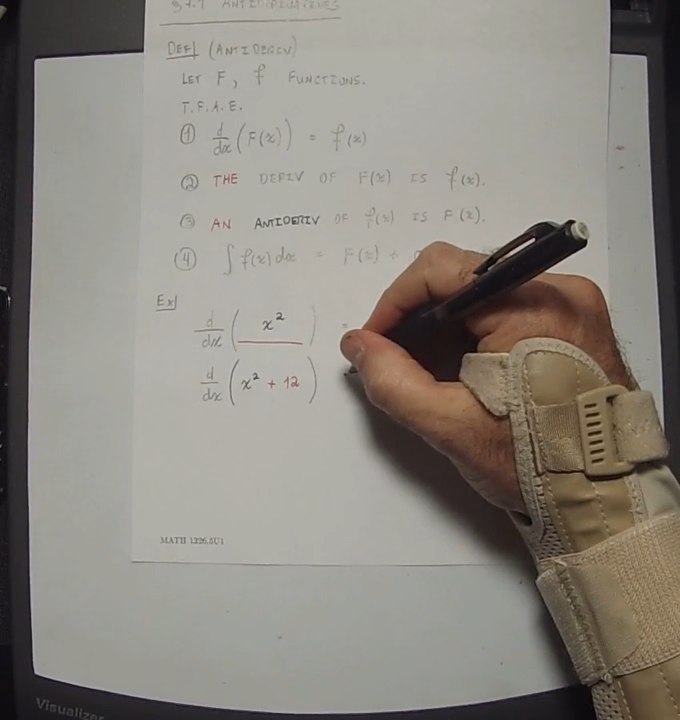 ANTIDERIVATIVES
DEF| (ANTIDERIV)
LET F, f FUNCTIONS.
T.F.A.E.
① d/dx (F(x)) = f(x)
② THE DERIV OF F(x) IS f(x).
③ AN ANTIDERIV OF f(x) IS F(x).
④ ∫ f(x) dx = F(x) +
Ex|
d/dx ( x² ) =
d/dx (x² + 12)
MATH 1326.SU1
Visualizer